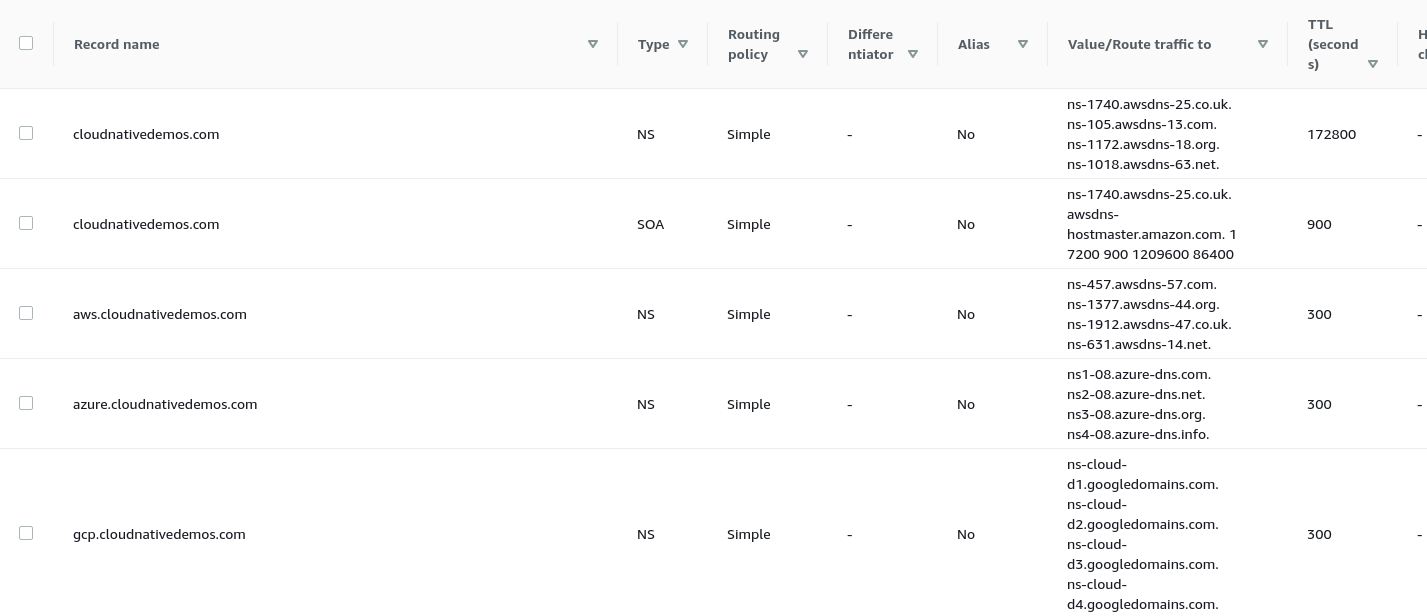 Record name
Type
Routing
policy
Differe
ntiator
Alias
Value/Route traffic to
TTL
(second
s)
H
cl
cloudnativedemos.com
NS
Simple
-
No
ns-1740.awsdns-25.co.uk.
ns-105.awsdns-13.com.
ns-1172.awsdns-18.org.
ns-1018.awsdns-63.net.
172800
-
cloudnativedemos.com
SOA
Simple
-
No
ns-1740.awsdns-25.co.uk.
awsdns-
hostmaster.amazon.com. 1
7200 900 1209600 86400
900
-
aws.cloudnativedemos.com
NS
Simple
-
No
ns-457.awsdns-57.com.
ns-1377.awsdns-44.org.
ns-1912.awsdns-47.co.uk.
ns-631.awsdns-14.net.
300
-
azure.cloudnativedemos.com
NS
Simple
-
No
ns1-08.azure-dns.com.
ns2-08.azure-dns.net.
ns3-08.azure-dns.org.
ns4-08.azure-dns.info.
300
-
gcp.cloudnativedemos.com
NS
Simple
-
No
ns-cloud-
d1.googledomains.com.
ns-cloud-
d2.googledomains.com.
ns-cloud-
d3.googledomains.com.
ns-cloud-
d4.googledomains.com.
300
-